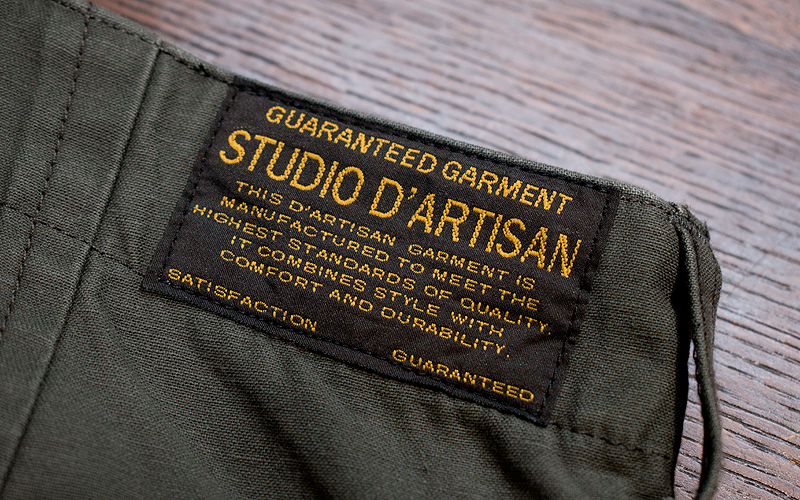 GUARANTEED GARMENT
STUDIO D'ARTISAN
THIS D'ARTISAN GARMENT IS
MANUFACTURED TO MEET THE
HIGHEST STANDARDS OF QUALITY.
IT COMBINES STYLE WITH
COMFORT AND DURABILITY.
SATISFACTION
GUARANTEED